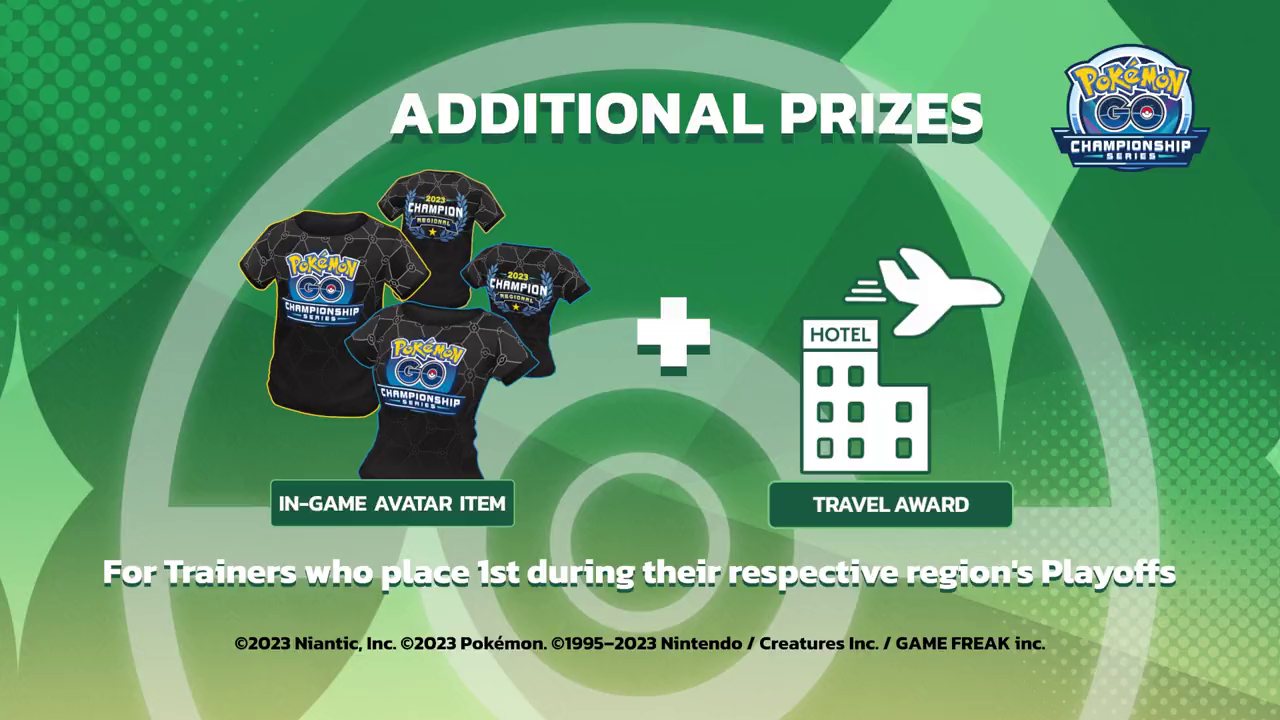 ADDITIONAL PRIZES
POKéMON
GO
CHAMPIONSHIP
SERIES
2023
CHAMPION
REGIONAL
2023
CHAMPION
REGIONAL
POKéMON
GO
CHAMPIONSHIP
SERIES
POKéMON
GO
CHAMPIONSHIP
SERIES
HOTEL
IN-GAME AVATAR ITEM
TRAVEL AWARD
For Trainers who place 1st during their respective region's Playoffs
©2023 Niantic, Inc. ©2023 Pokémon. ©1995–2023 Nintendo / Creatures Inc. / GAME FREAK inc.